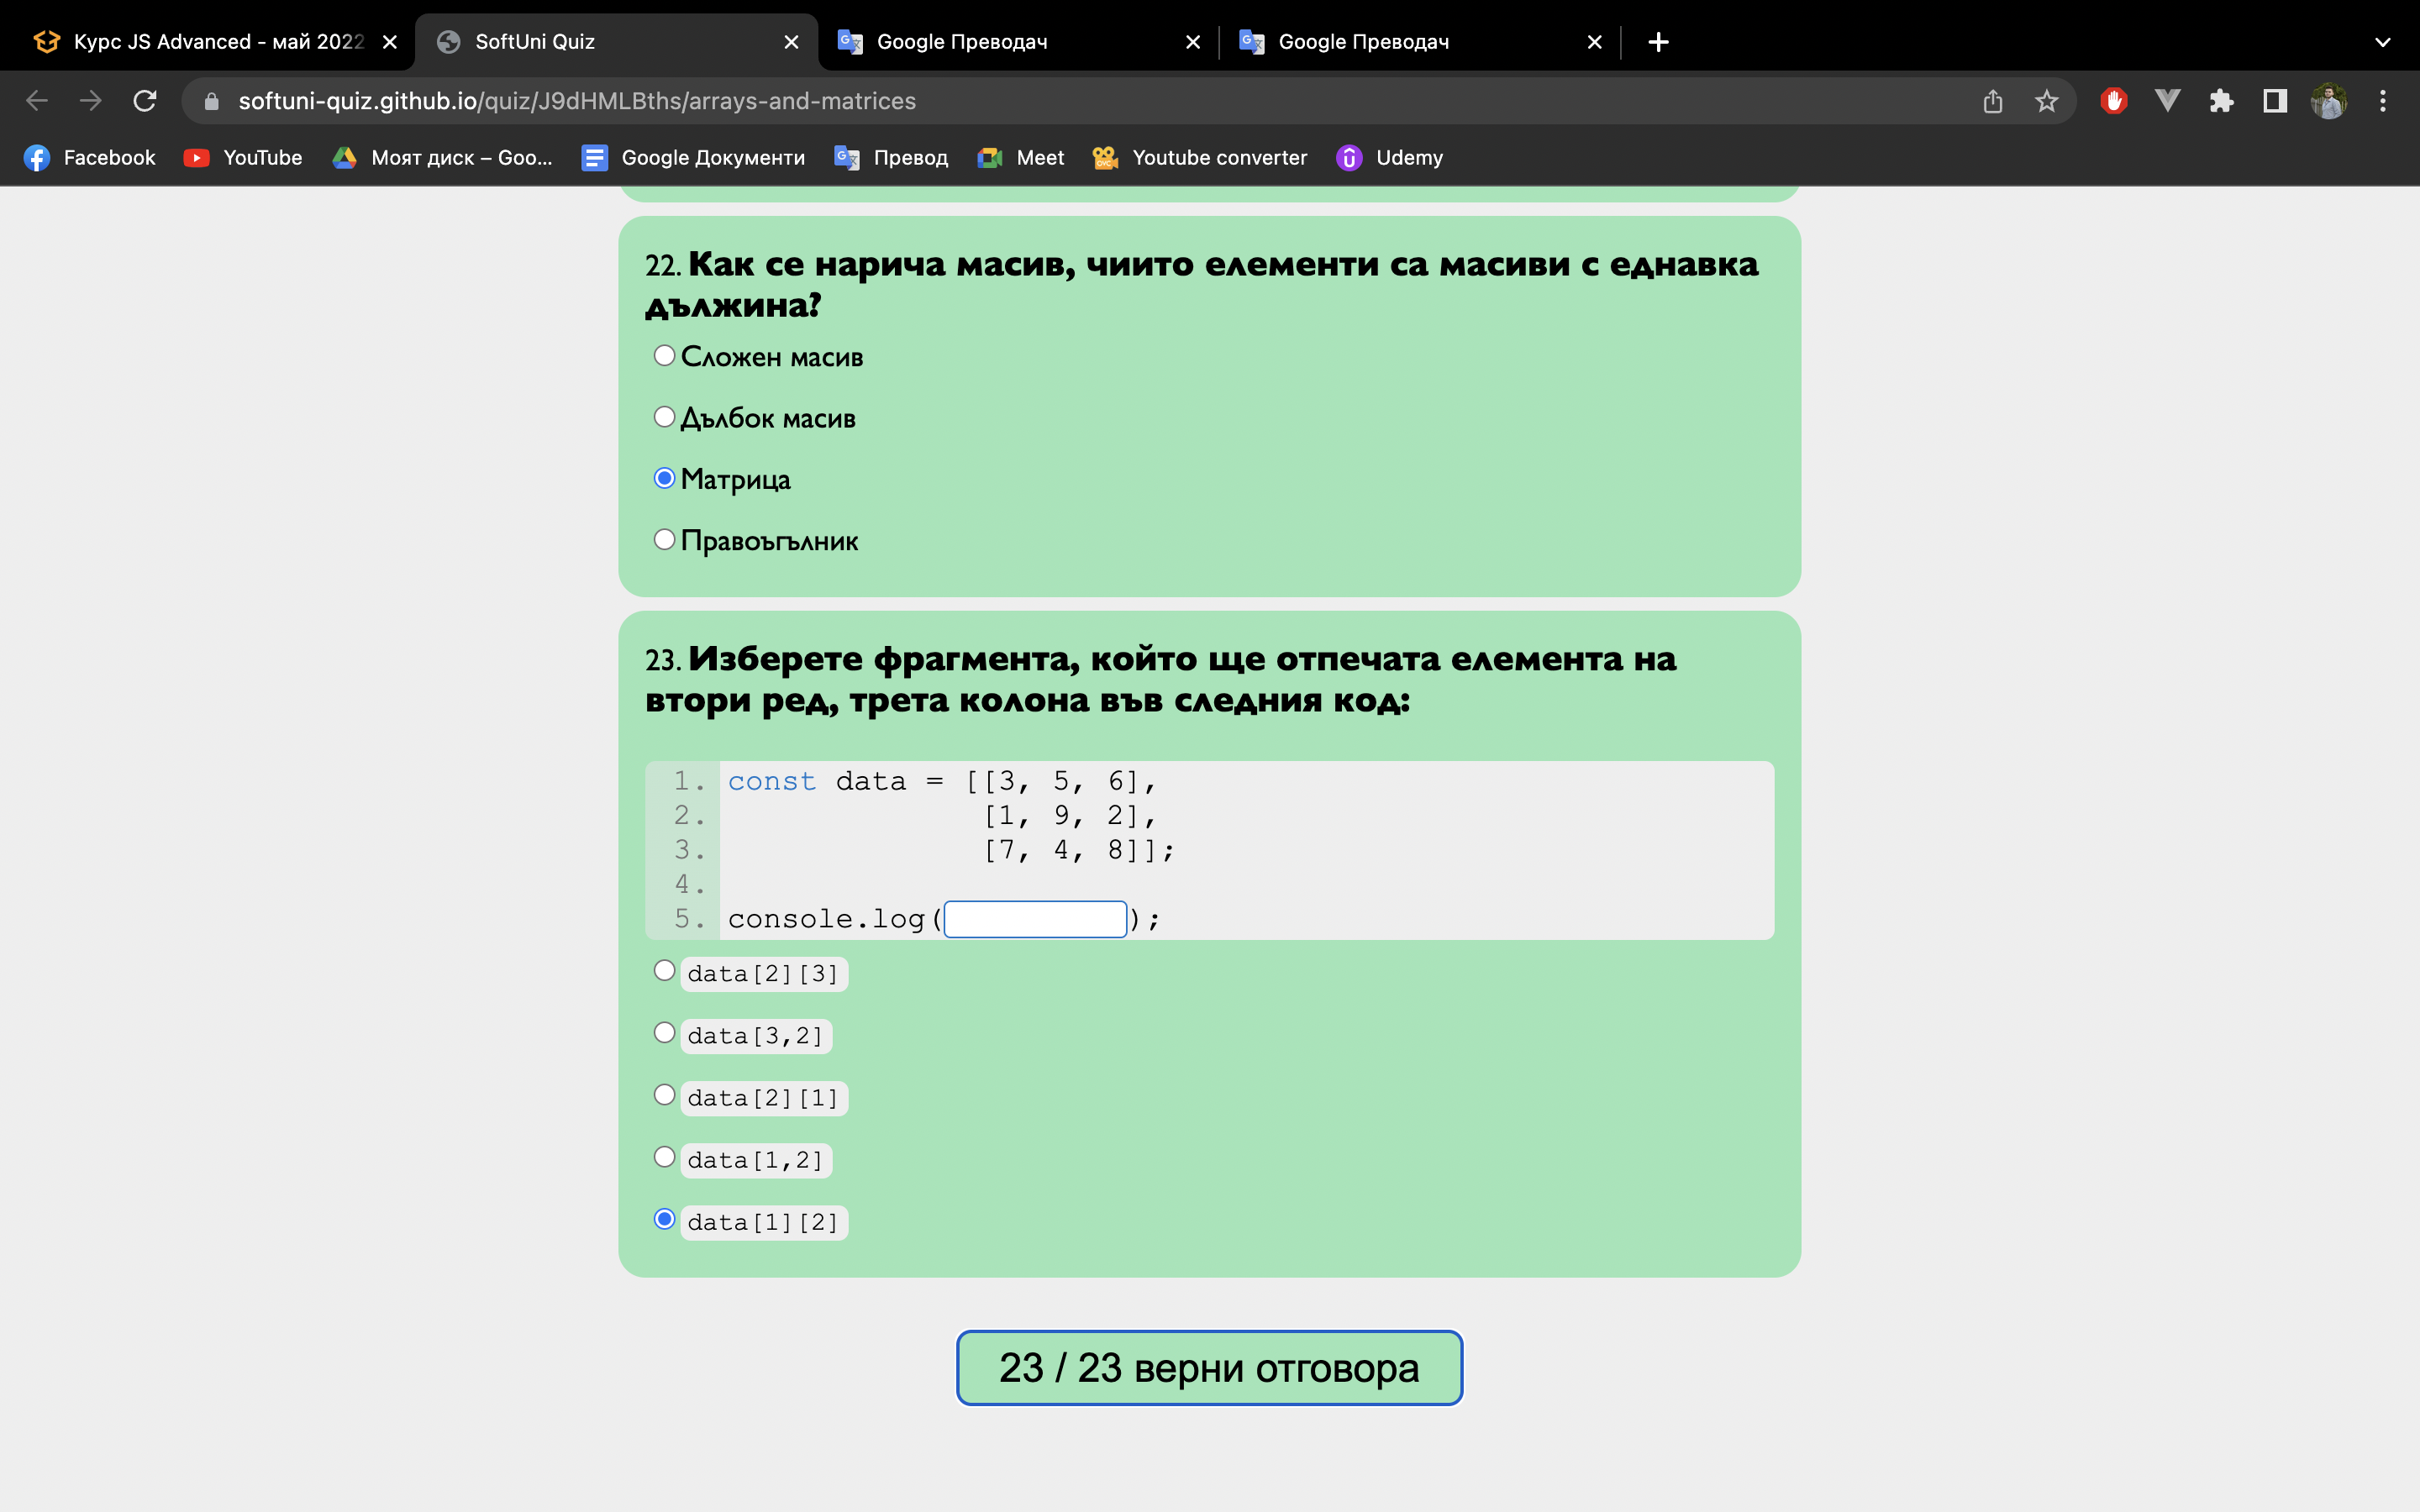 Курс JS Advanced - май 2022
SoftUni Quiz
Google Преводач
Google Преводач
softuni-quiz.github.io/quiz/J9dHMLBths/arrays-and-matrices
Facebook
YouTube
Моят диск – Goo...
Google Документи
Превод
Meet
Youtube converter
Udemy
22. Как се нарича масив, чиито елементи са масиви с еднавка
дължина?
Сложен масив
Дълбок масив
Матрица
Правоъгълник
23. Изберете фрагмента, който ще отпечата елемента на
втори ред, трета колона във следния код:
1. const data = [[3, 5, 6],
2. [1, 9, 2],
3. [7, 4, 8]];
4.
5. console.log( );
data[2][3]
data[3,2]
data[2][1]
data[1,2]
data[1][2]
23 / 23 верни отговора